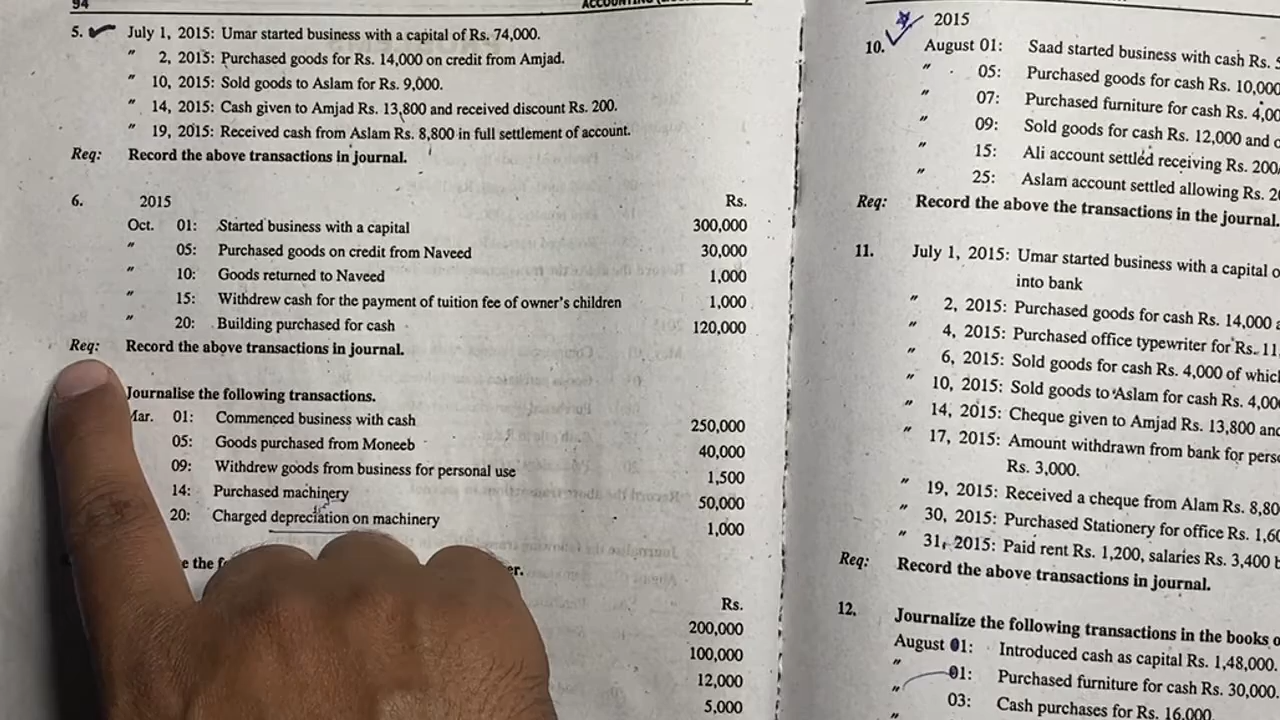 94
5. July 1, 2015: Umar started business with a capital of Rs. 74,000.
" 2, 2015: Purchased goods for Rs. 14,000 on credit from Amjad.
" 10, 2015: Sold goods to Aslam for Rs. 9,000.
" 14, 2015: Cash given to Amjad Rs. 13,800 and received discount Rs. 200.
" 19, 2015: Received cash from Aslam Rs. 8,800 in full settlement of account.
Req: Record the above transactions in journal.
6. 2015 Rs.
Oct. 01: Started business with a capital 300,000
" 05: Purchased goods on credit from Naveed 30,000
" 10: Goods returned to Naveed 1,000
" 15: Withdrew cash for the payment of tuition fee of owner's children 1,000
" 20: Building purchased for cash 120,000
Req: Record the above transactions in journal.
Journalise the following transactions.
Mar. 01: Commenced business with cash 250,000
05: Goods purchased from Moneeb 40,000
09: Withdrew goods from business for personal use 1,500
14: Purchased machinery 50,000
20: Charged depreciation on machinery 1,000
Rs.
200,000
100,000
12,000
5,000
2015
10. August 01: Saad started business with cash Rs.
" 05: Purchased goods for cash Rs. 10,000
" 07: Purchased furniture for cash Rs.
" 09: Sold goods for cash Rs. 12,000 and
" 15: Ali account settled receiving Rs. 200
" 25: Aslam account settled allowing Rs.
Req: Record the above the transactions in the journal.
11. July 1, 2015: Umar started business with a capital
into bank
" 2, 2015: Purchased goods for cash Rs. 14,000
" 4, 2015: Purchased office typewriter for Rs.
" 6, 2015: Sold goods for cash Rs. 4,000 of
" 10, 2015: Sold goods to Aslam for cash Rs.
" 14, 2015: Cheque given to Amjad Rs. 13,800
" 17, 2015: Amount withdrawn from bank for
Rs. 3,000.
" 19, 2015: Received a cheque from Alam Rs.
" 30, 2015: Purchased Stationery for office Rs.
" 31, 2015: Paid rent Rs. 1,200, salaries Rs. 3,400
Req: Record the above transactions in journal.
12. Journalize the following transactions in the books
August 01: Introduced cash as capital Rs. 1,48,000.
" 01: Purchased furniture for cash Rs. 30,000.
" 03: Cash purchases for Rs. 16,000